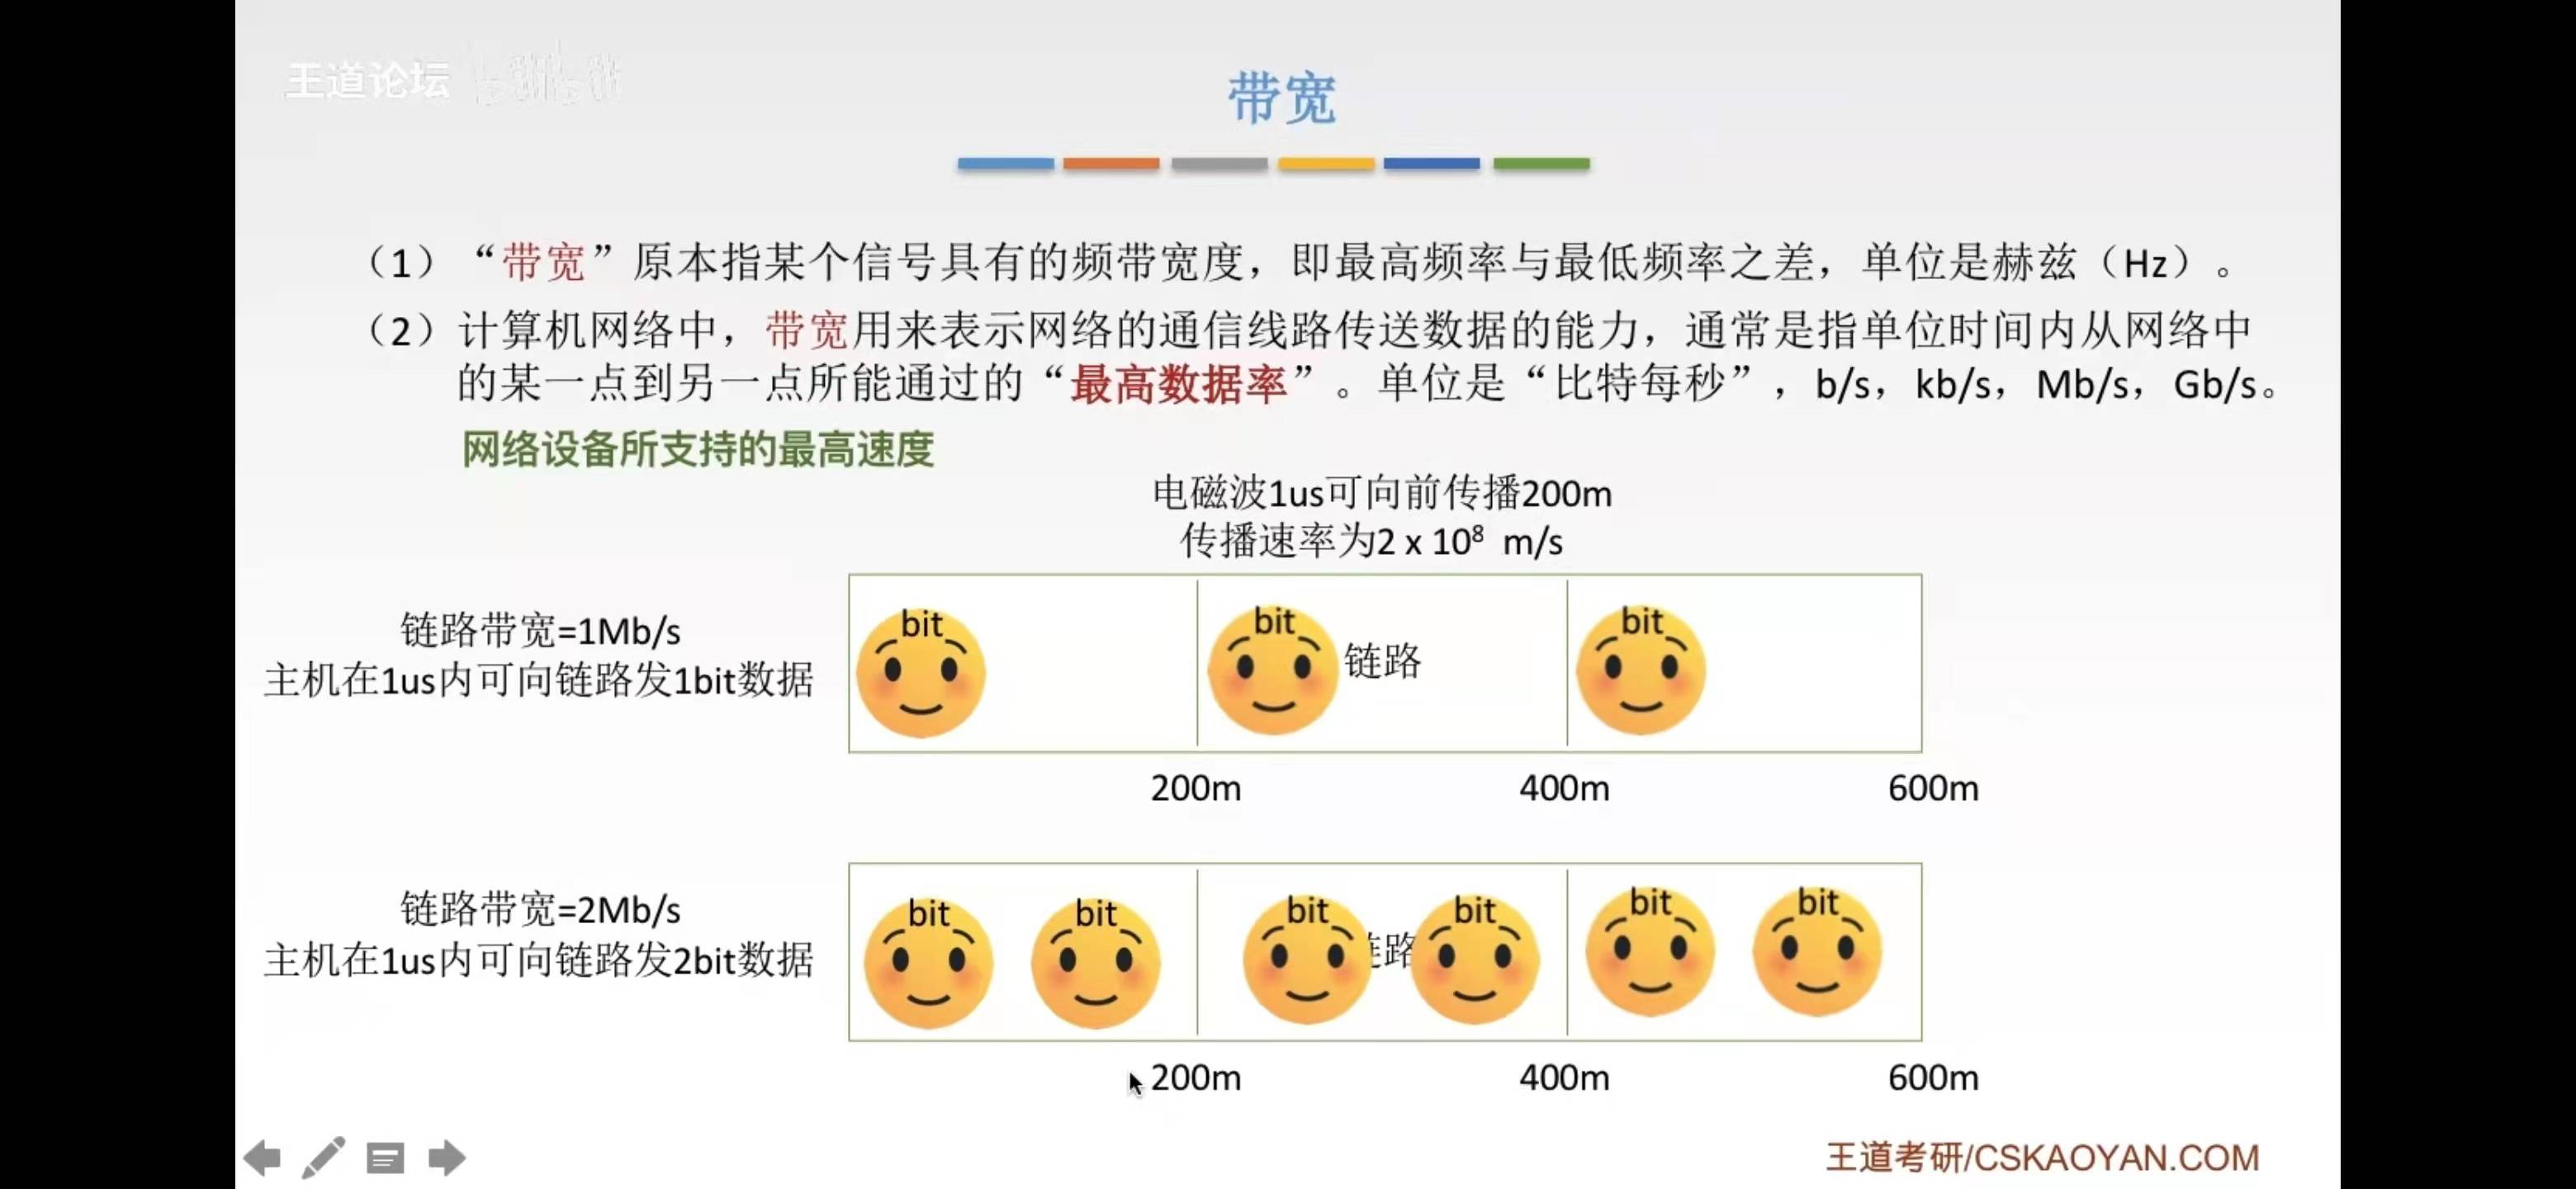 王道论坛 bilibili
带宽
（1）“带宽”原本指某个信号具有的频带宽度，即最高频率与最低频率之差，单位是赫兹（Hz）。
（2）计算机网络中，带宽用来表示网络的通信线路传送数据的能力，通常是指单位时间内从网络中
的某一点到另一点所能通过的“最高数据率”。单位是“比特每秒”，b/s，kb/s，Mb/s，Gb/s。
网络设备所支持的最高速度
电磁波1us可向前传播200m
传播速率为2 x 10⁸ m/s
链路带宽=1Mb/s
主机在1us内可向链路发1bit数据
bit
bit
链路
bit
200m
400m
600m
链路带宽=2Mb/s
主机在1us内可向链路发2bit数据
bit
bit
bit
路
bit
bit
bit
200m
400m
600m
王道考研/CSKAOYAN.COM